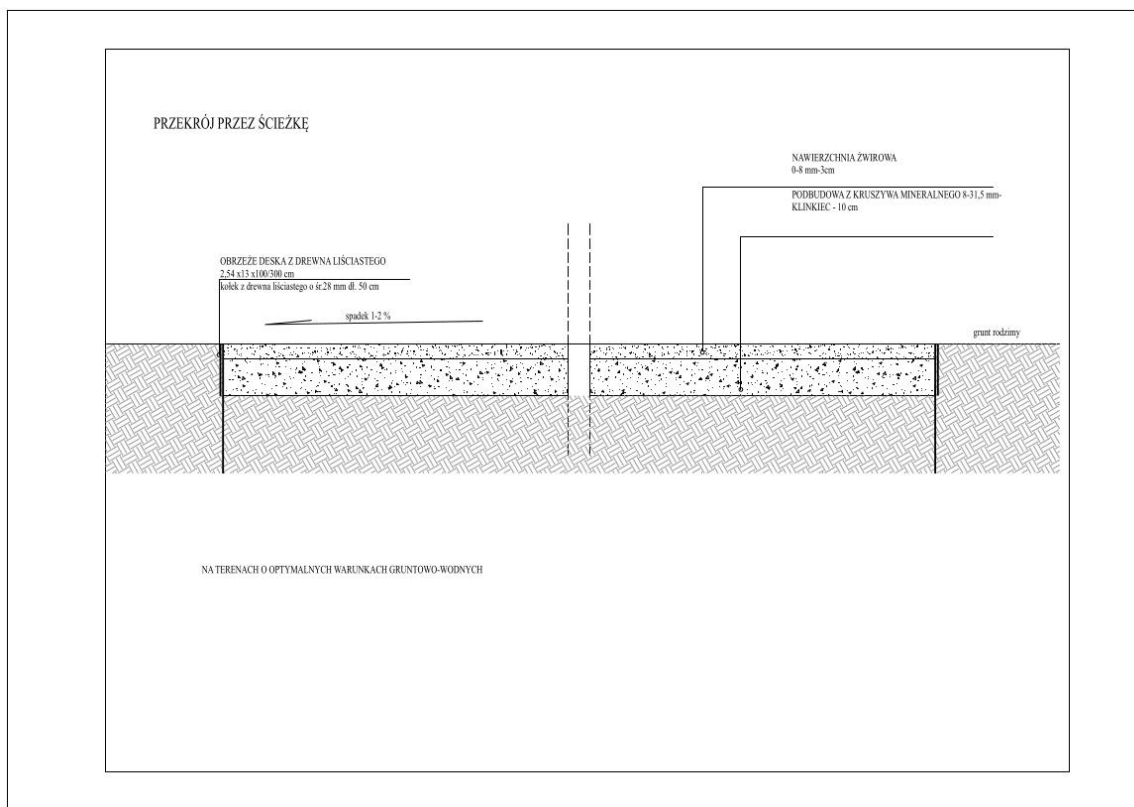 PRZEKRÓJ PRZEZ ŚCIEŻKĘ
NAWIERZCHNIA ŻWIROWA
0-8 mm-3cm
PODBUDOWA Z KRUSZYWA MINERALNEGO 8-31,5 mm-
KLINKIEC - 10 cm
OBRZEŻE DESKA Z DREWNA LIŚCIASTEGO
2,54 x13 x100/300 cm
kołek z drewna liściastego o śr.28 mm dł. 50 cm
spadek 1-2 %
grunt rodzimy
NA TERENACH O OPTYMALNYCH WARUNKACH GRUNTOWO-WODNYCH